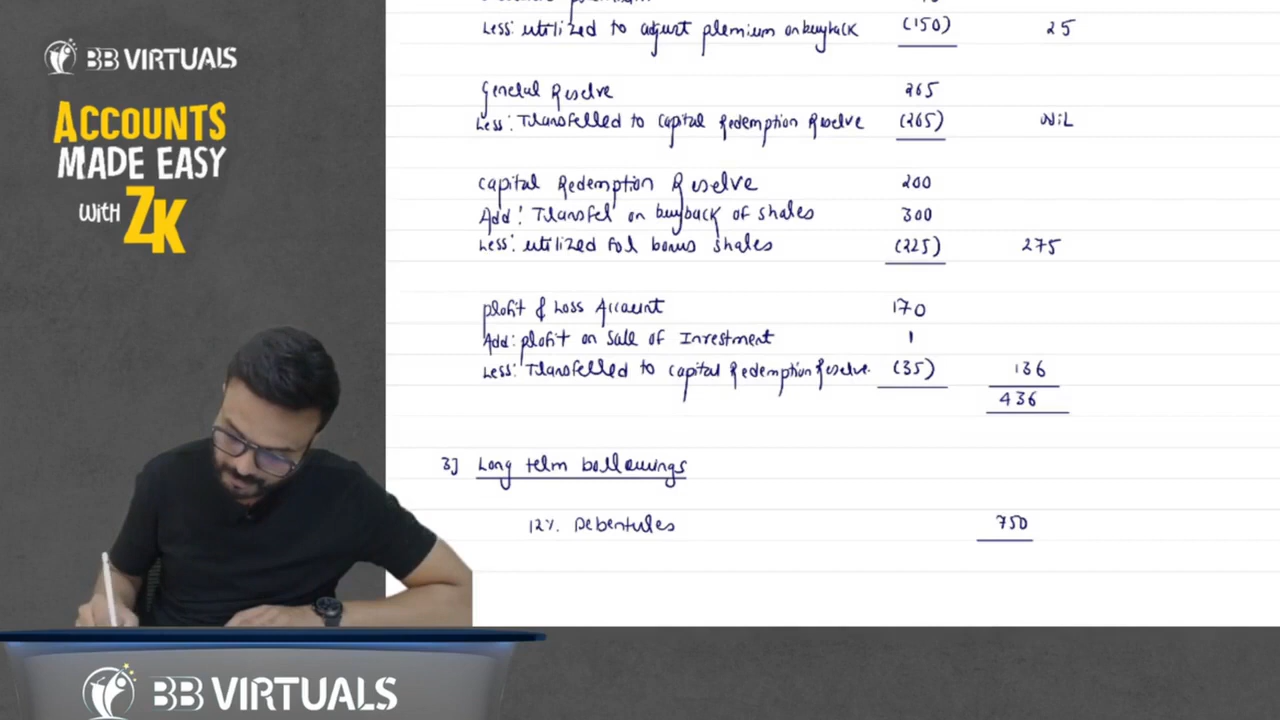 BB VIRTUALS
ACCOUNTS
MADE EASY
WITH ZK
Less: utilized to adjust premium on buyback (150) 25
General Reserve 265
Less: Transferred to Capital Redemption Reserve (265) NIL
Capital Redemption Reserve 200
Add: Transfer on buyback of shares 300
Less: utilized for bonus shares (225) 275
Profit & Loss Account 170
Add: profit on sale of Investment 1
Less: Transferred to capital Redemption Reserve. (35) 136
436
3] Long term borrowings
12%. Debentures 750
BB VIRTUALS